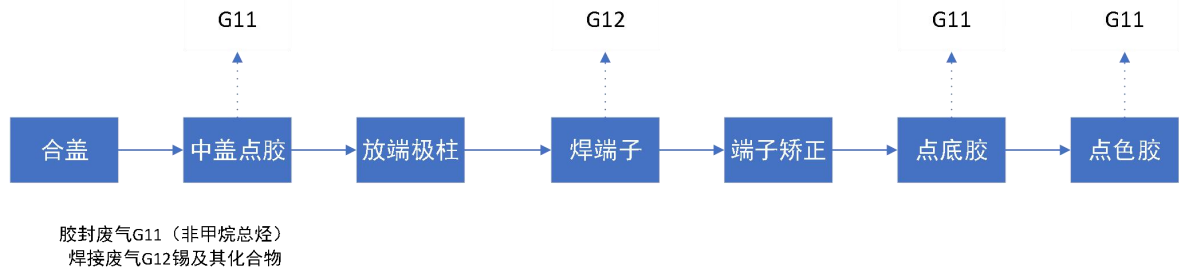 G11
G12
G11
G11
合盖
中盖点胶
放端极柱
焊端子
端子矫正
点底胶
点色胶
胶封废气G11（非甲烷总烃）
焊接废气G12锡及其化合物